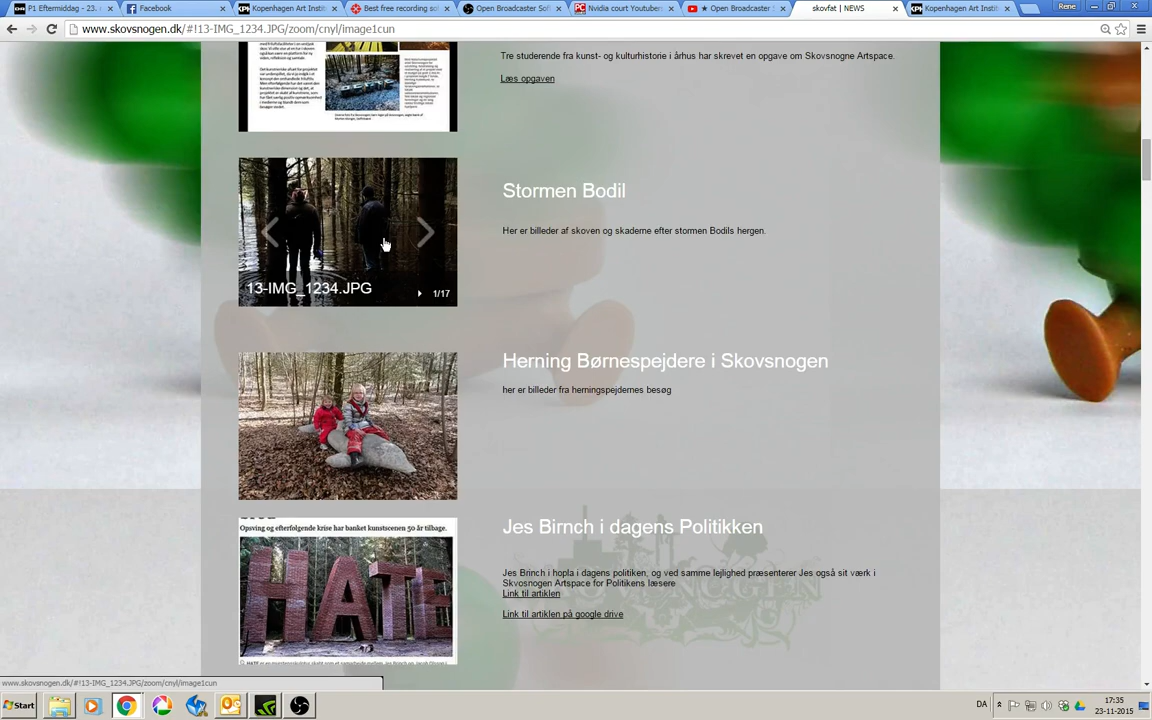 P1 Eftermiddag - 23.
Facebook
Kopenhagen Art Instit
Best free recording sof
Open Broadcaster Soft
Nvidia court Youtubers
★ Open Broadcaster S
skovfat | NEWS
Kopenhagen Art Instit
Rene
www.skovsnogen.dk/#!13-IMG_1234.JPG/zoom/cnyl/image1cun
Tre studerende fra kunst- og kulturhistorie i århus har skrevet en opgave om Skovsnogne Artspace.
Læs opgaven
Stormen Bodil
Her er billeder af skoven og skaderne efter stormen Bodils hergen.
13-IMG_1234.JPG
1/17
Herning Børnespejdere i Skovsnogen
her er billeder fra herningspejdernes besøg
Opsving og efterfølgende krise har banket kunstscenen 50 år tilbage.
HATE
Jes Birnch i dagens Politikken
Jes Brinch i hopla i dagens politiken, og ved samme lejlighed præsenterer Jes også sit værk i
Skvosnogen Artspace for Politikens læsere
Link til artiklen
Link til artiklen på google drive
www.skovsnogen.dk/#!13-IMG_1234.JPG/zoom/cnyl/image1cun
Start
DA
17:35
23-11-2015